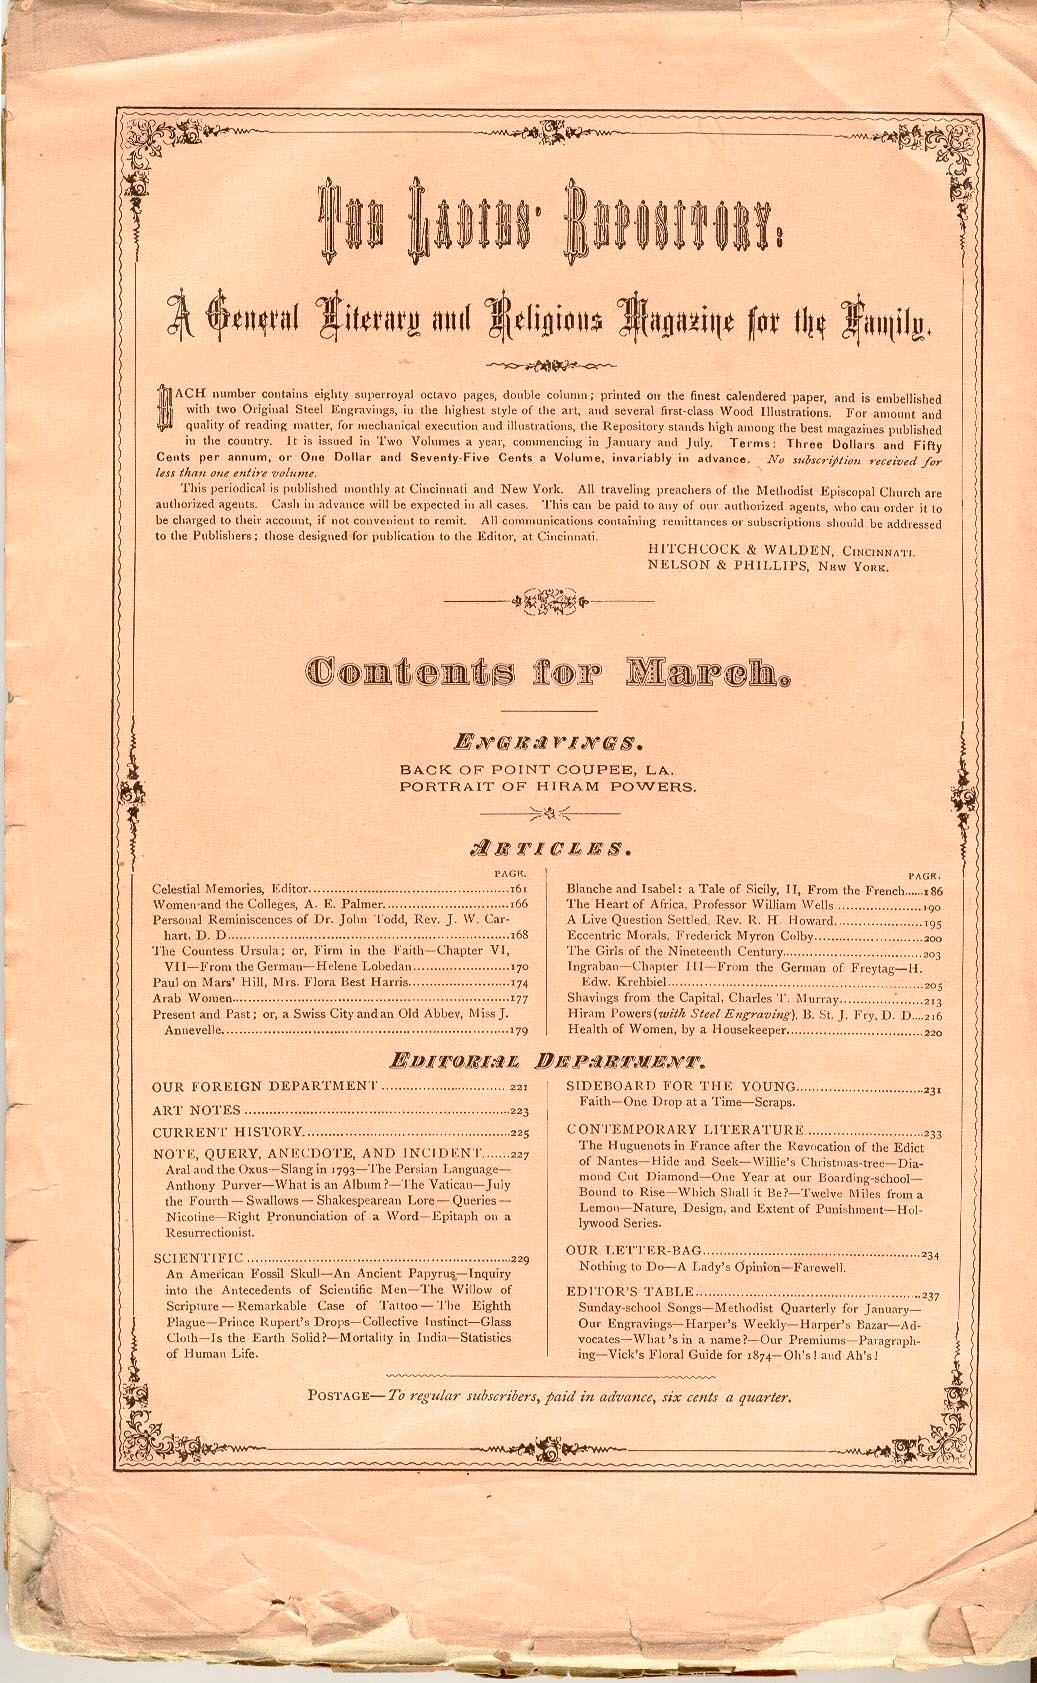 THE LADIES' REPOSITORY:
A General Literary and Religious Magazine for the Family.
EACH number contains eighty superroyal octavo pages, double column; printed on the finest calendered paper, and is embellished
with two Original Steel Engravings, in the highest style of the art, and several first-class Wood Illustrations. For amount and
quality of reading matter, for mechanical execution and illustrations, the Repository stands high among the best magazines published
in the country. It is issued in Two Volumes a year, commencing in January and July. Terms: Three Dollars and Fifty
Cents per annum, or One Dollar and Seventy-Five Cents a Volume, invariably in advance. No subscription received for
less than one entire volume.
This periodical is published monthly at Cincinnati and New York. All traveling preachers of the Methodist Episcopal Church are
authorized agents. Cash in advance will be expected in all cases. This can be paid to any of our authorized agents, who can order it to
be charged to their account, if not convenient to remit. All communications containing remittances or subscriptions should be addressed
to the Publishers; those designed for publication to the Editor, at Cincinnati.
HITCHCOCK & WALDEN, CINCINNATI.
NELSON & PHILLIPS, NEW YORK.
Contents for March.
ENGRAVINGS.
BACK OF POINT COUPEE, LA.
PORTRAIT OF HIRAM POWERS.
ARTICLES.
PAGE.
Celestial Memories, Editor....161
Women and the Colleges, A. E. Palmer....166
Personal Reminiscences of Dr. John Todd, Rev. J. W. Car-
hart, D. D....168
The Countess Ursula; or, Firm in the Faith—Chapter VI,
VII—From the German—Helene Lobedan....170
Paul on Mars' Hill, Mrs. Flora Best Harris....174
Arab Women....177
Present and Past; or, a Swiss City and an Old Abbey, Miss J.
Annevelle....179
PAGE.
Blanche and Isabel: a Tale of Sicily, II, From the French....186
The Heart of Africa, Professor William Wells....190
A Live Question Settled, Rev. R. H. Howard....195
Eccentric Morals, Frederick Myron Colby....200
The Girls of the Nineteenth Century....203
Ingraban—Chapter III—From the German of Freytag—H.
Edw. Krehbiel....205
Shavings from the Capital, Charles T. Murray....213
Hiram Powers (with Steel Engraving), B. St. J. Fry, D. D....216
Health of Women, by a Housekeeper....220
EDITORIAL DEPARTMENT.
OUR FOREIGN DEPARTMENT....221
ART NOTES....223
CURRENT HISTORY....225
NOTE, QUERY, ANECDOTE, AND INCIDENT....227
Aral and the Oxus—Slang in 1793—The Persian Language—
Anthony Purver—What is an Album?—The Vatican—July
the Fourth—Swallows—Shakespearean Lore—Queries—
Nicotine—Right Pronunciation of a Word—Epitaph on a
Resurrectionist.
SCIENTIFIC....229
An American Fossil Skull—An Ancient Papyrus—Inquiry
into the Antecedents of Scientific Men—The Willow of
Scripture—Remarkable Case of Tattoo—The Eighth
Plague—Prince Rupert's Drops—Collective Instinct—Glass
Cloth—Is the Earth Solid?—Mortality in India—Statistics
of Human Life.
SIDEBOARD FOR THE YOUNG....231
Faith—One Drop at a Time—Scraps.
CONTEMPORARY LITERATURE....233
The Huguenots in France after the Revocation of the Edict
of Nantes—Hide and Seek—Willie's Christmas-tree—Dia-
mond Cut Diamond—One Year at our Boarding-school—
Bound to Rise—Which Shall it Be?—Twelve Miles from a
Lemon—Nature, Design, and Extent of Punishment—Hol-
lywood Series.
OUR LETTER-BAG....234
Nothing to Do—A Lady's Opinion—Farewell.
EDITOR'S TABLE....237
Sunday-school Songs—Methodist Quarterly for January—
Our Engravings—Harper's Weekly—Harper's Bazar—Ad-
vocates—What's in a name?—Our Premiums—Paragraph-
ing—Vick's Floral Guide for 1874—Oh's! and Ah's!
POSTAGE—To regular subscribers, paid in advance, six cents a quarter.